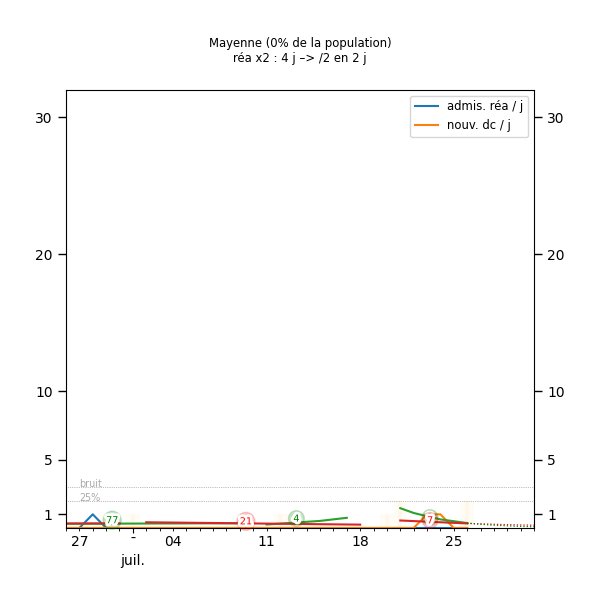 Mayenne (0% de la population)
réa x2 : 4 j –> /2 en 2 j
admis. réa / j
nouv. dc / j
30 30
20 20
10 10
5 5
bruit
25%
1 1
77 21 4 7
27 - 04 11 18 25
juil.